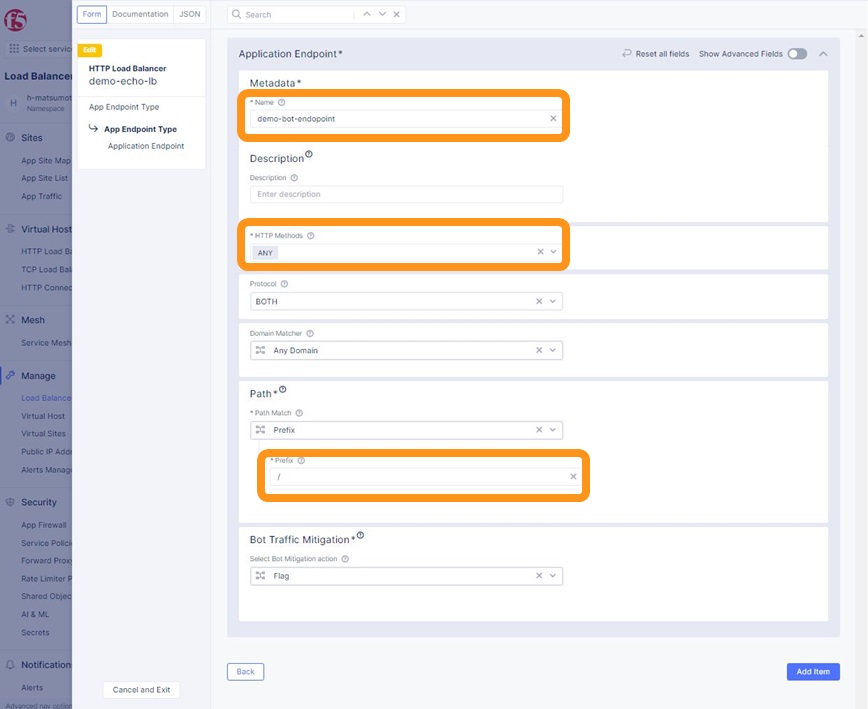 f5
Form
Documentation
JSON
Search
Select servic
Edit
HTTP Load Balancer
demo-echo-lb
App Endpoint Type
App Endpoint Type
Application Endpoint
Load Balancer
H
h-matsumot
Namespace
Sites
App Site Map
App Site List
App Traffic
Virtual Host
HTTP Load Ba
TCP Load Bala
HTTP Connec
Mesh
Service Mesh
Manage
Load Balance
Virtual Host
Virtual Sites
Public IP Addr
Alerts Manag
Security
App Firewall
Service Polici
Forward Proxy
Rate Limiter P
Shared Objec
AI & ML
Secrets
Notification
Alerts
Advanced nav option
Cancel and Exit
Application Endpoint*
Reset all fields
Show Advanced Fields
Metadata*
* Name
demo-bot-endopoint
Description
Description
Enter description
* HTTP Methods
ANY
Protocol
BOTH
Domain Matcher
Any Domain
Path*
* Path Match
Prefix
* Prefix
/
Bot Traffic Mitigation*
Select Bot Mitigation action
Flag
Back
Add Item